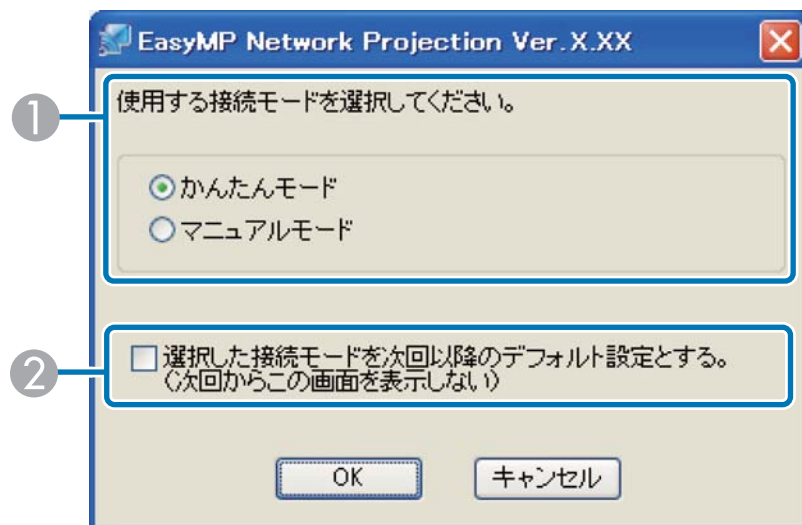 EasyMP Network Projection Ver.X.XX
1
使用する接続モードを選択してください。
かんたんモード
マニュアルモード
2
選択した接続モードを次回以降のデフォルト設定とする。
(次回からこの画面を表示しない)
OK
キャンセル